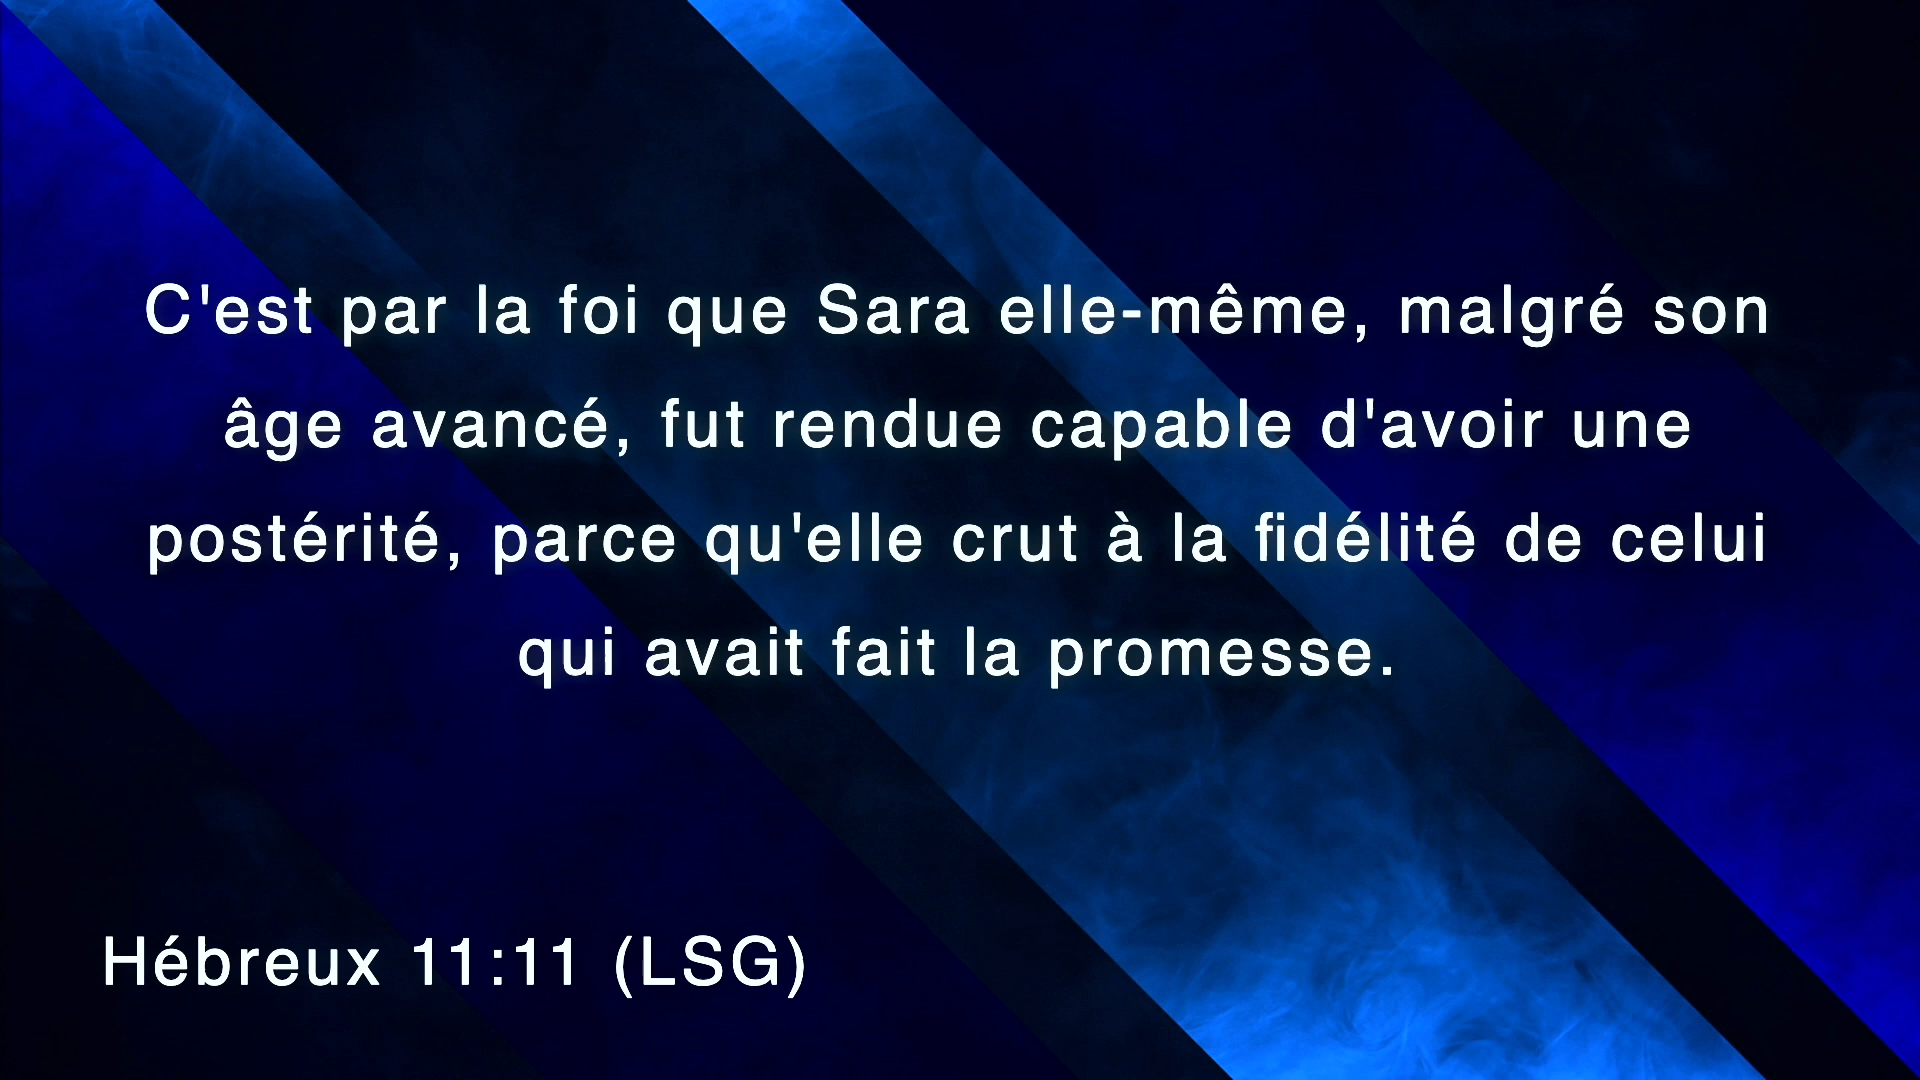 C'est par la foi que Sara elle-même, malgré son
âge avancé, fut rendue capable d'avoir une
postérité, parce qu'elle crut à la fidélité de celui
qui avait fait la promesse.
Hébreux 11:11 (LSG)